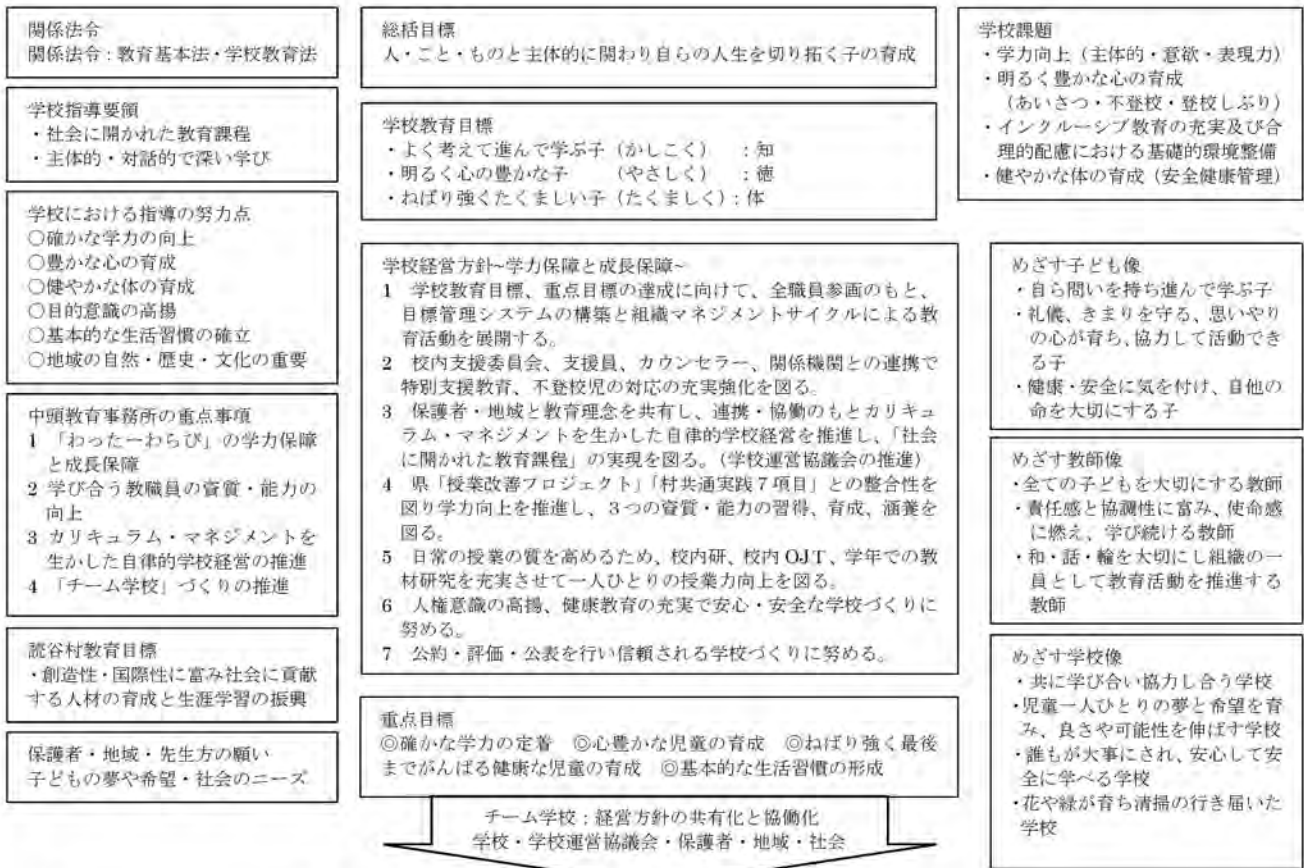 関係法令
関係法令：教育基本法・学校教育法
学校指導要領
・社会に開かれた教育課程
・主体的・対話的で深い学び
学校における指導の努力点
○確かな学力の向上
○豊かな心の育成
○健やかな体の育成
○目的意識の高揚
○基本的な生活習慣の確立
○地域の自然・歴史・文化の重要
中頭教育事務所の重点事項
1 「わったーわらび」の学力保障
と成長保障
2 学び合う教職員の資質・能力の
向上
3 カリキュラム・マネジメントを
生かした自律的学校経営の推進
4 「チーム学校」づくりの推進
読谷村教育目標
・創造性・国際性に富み社会に貢献
する人材の育成と生涯学習の振興
保護者・地域・先生方の願い
子どもの夢や希望・社会のニーズ
総括目標
人・こと・ものと主体的に関わり自らの人生を切り拓く子の育成
学校教育目標
・よく考えて進んで学ぶ子（かしこく）　：知
・明るく心の豊かな子　　（やさしく）　：徳
・ねばり強くたくましい子（たくましく）：体
学校経営方針~学力保障と成長保障~
1 学校教育目標、重点目標の達成に向けて、全職員参画のもと、
目標管理システムの構築と組織マネジメントサイクルによる教
育活動を展開する。
2 校内支援委員会、支援員、カウンセラー、関係機関との連携で
特別支援教育、不登校児の対応の充実強化を図る。
3 保護者・地域と教育理念を共有し、連携・協働のもとカリキュ
ラム・マネジメントを生かした自律的学校経営を推進し、「社会
に開かれた教育課程」の実現を図る。（学校運営協議会の推進）
4 県「授業改善プロジェクト」「村共通実践７項目」との整合性を
図り学力向上を推進し、３つの資質・能力の習得、育成、涵養を
図る。
5 日常の授業の質を高めるため、校内研、校内 OJT、学年での教
材研究を充実させて一人ひとりの授業力向上を図る。
6 人権意識の高揚、健康教育の充実で安心・安全な学校づくりに
努める。
7 公約・評価・公表を行い信頼される学校づくりに努める。
重点目標
◎確かな学力の定着　◎心豊かな児童の育成　◎ねばり強く最後
までがんばる健康な児童の育成　◎基本的な生活習慣の形成
チーム学校：経営方針の共有化と協働化
学校・学校運営協議会・保護者・地域・社会
学校課題
・学力向上（主体的・意欲・表現力）
・明るく豊かな心の育成
（あいさつ・不登校・登校しぶり）
・インクルーシブ教育の充実及び合
理的配慮における基礎的環境整備
・健やかな体の育成（安全健康管理）
めざす子ども像
・自ら問いを持ち進んで学ぶ子
・礼儀、きまりを守る、思いやり
の心が育ち、協力して活動でき
る子
・健康・安全に気を付け、自他の
命を大切にする子
めざす教師像
・全ての子どもを大切にする教師
・責任感と協調性に富み、使命感
に燃え、学び続ける教師
・和・話・輪を大切にし組織の一
員として教育活動を推進する
教師
めざす学校像
・共に学び合い協力し合う学校
・児童一人ひとりの夢と希望を育
み、良さや可能性を伸ばす学校
・誰もが大事にされ、安心して安
全に学べる学校
・花や緑が育ち清掃の行き届いた
学校